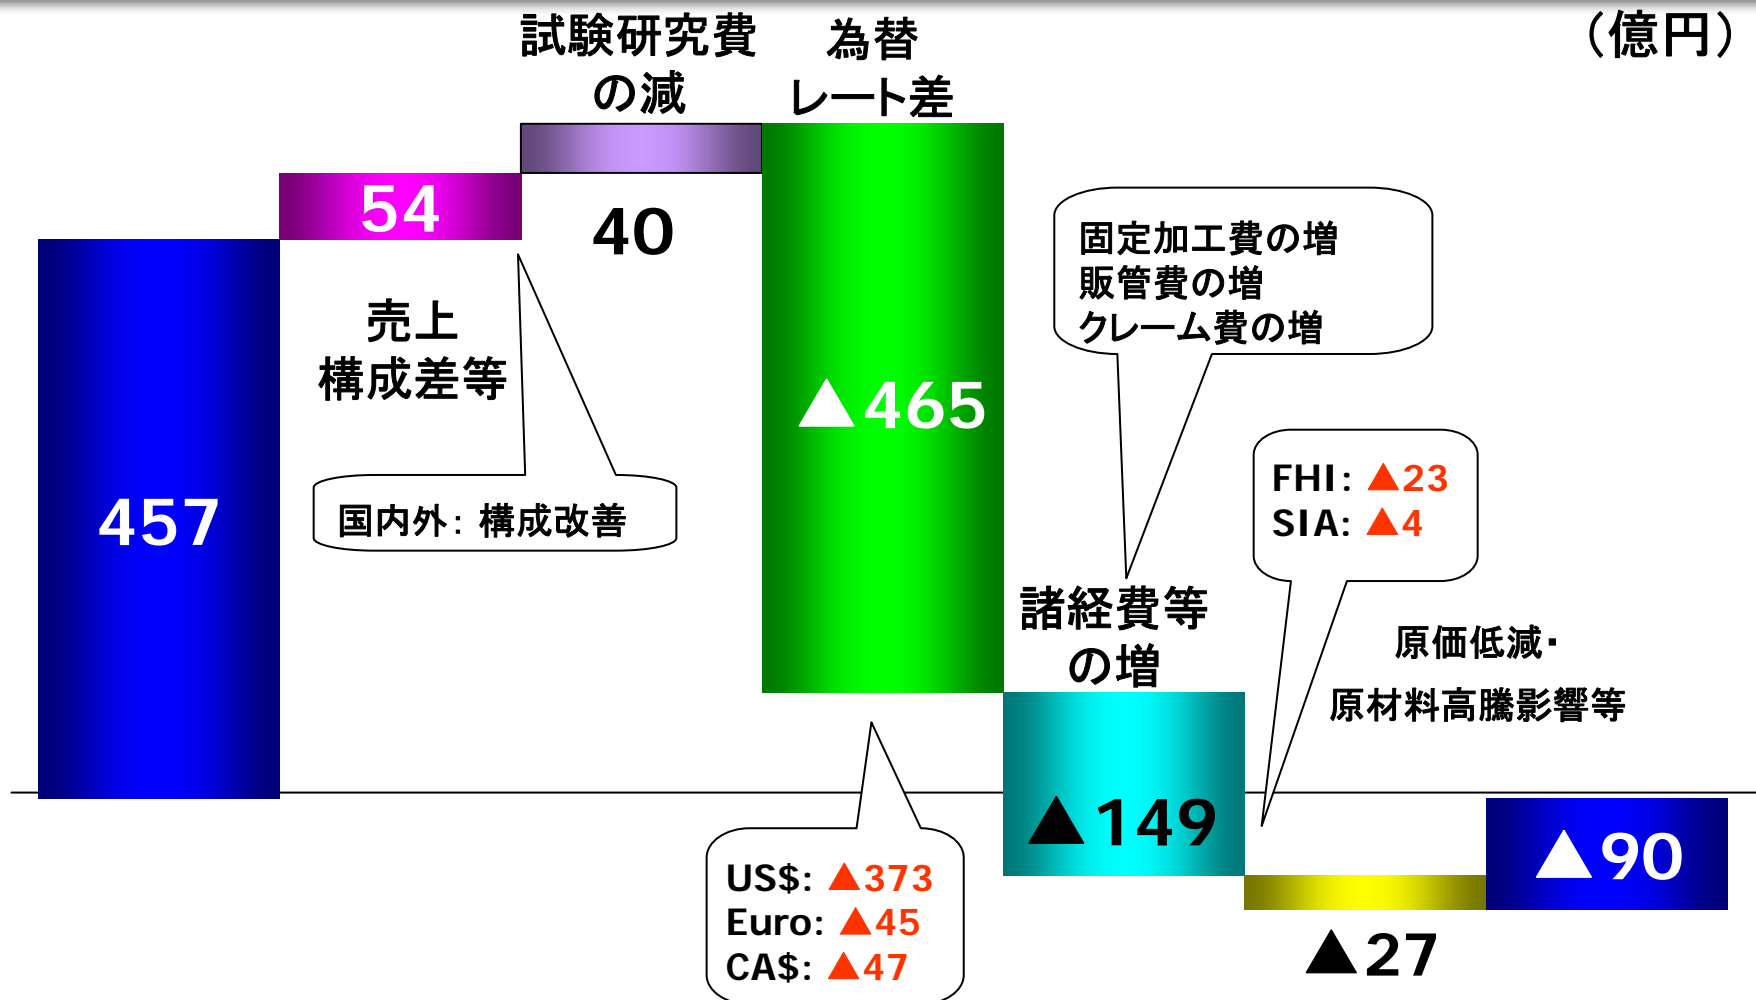 （億円）
試験研究費
の減
為替
レート差
54
40
売上
構成差等
国内外：構成改善
457
▲465
固定加工費の増
販管費の増
クレーム費の増
FHI: ▲23
SIA: ▲4
諸経費等
の増
原価低減・
原材料高騰影響等
▲149
US$: ▲373
Euro: ▲45
CA$: ▲47
▲27
▲90